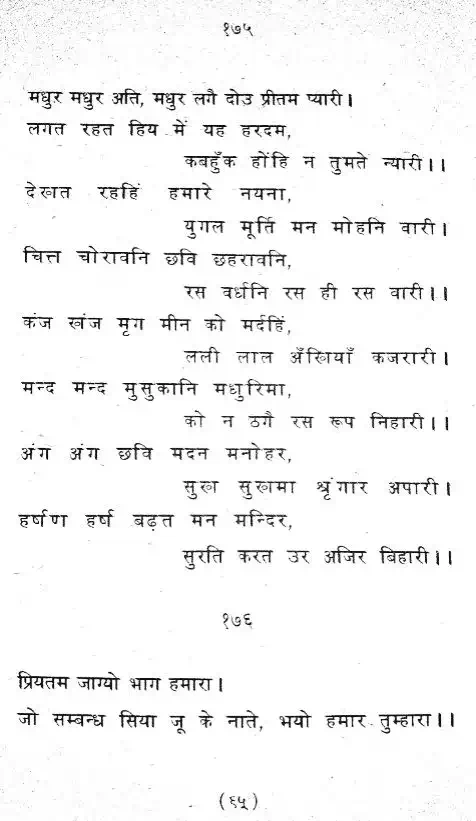 १७५
मधुर मधुर अति, मधुर लगै दोउ प्रीतम प्यारी।
लगत रहत हिय में यह हरदम,
कबहुँक होंहि न तुमते न्यारी।।
देखत रहहिं हमारे नयना,
युगल मूर्ति मन मोहनि वारी।
चित्त चोरावनि छवि छहरावनि,
रस वर्धनि रस ही रस वारी।।
कंज खंज मृग मीन को मर्दहिं,
लली लाल अँखियाँ कजरारी।
मन्द मन्द मुसुकानि मधुरिमा,
को न ठगै रस रूप निहारी।।
अंग अंग छवि मदन मनोहर,
सुख सुखमा श्रृंगार अपारी।
हर्षण हर्ष बढ़त मन मन्दिर,
सुरति करत उर अजिर बिहारी।।
१७६
प्रियतम जाग्यो भाग हमारा।
जो सम्बन्ध सिया जू के नाते, भयो हमार तुम्हारा।।
(६५)